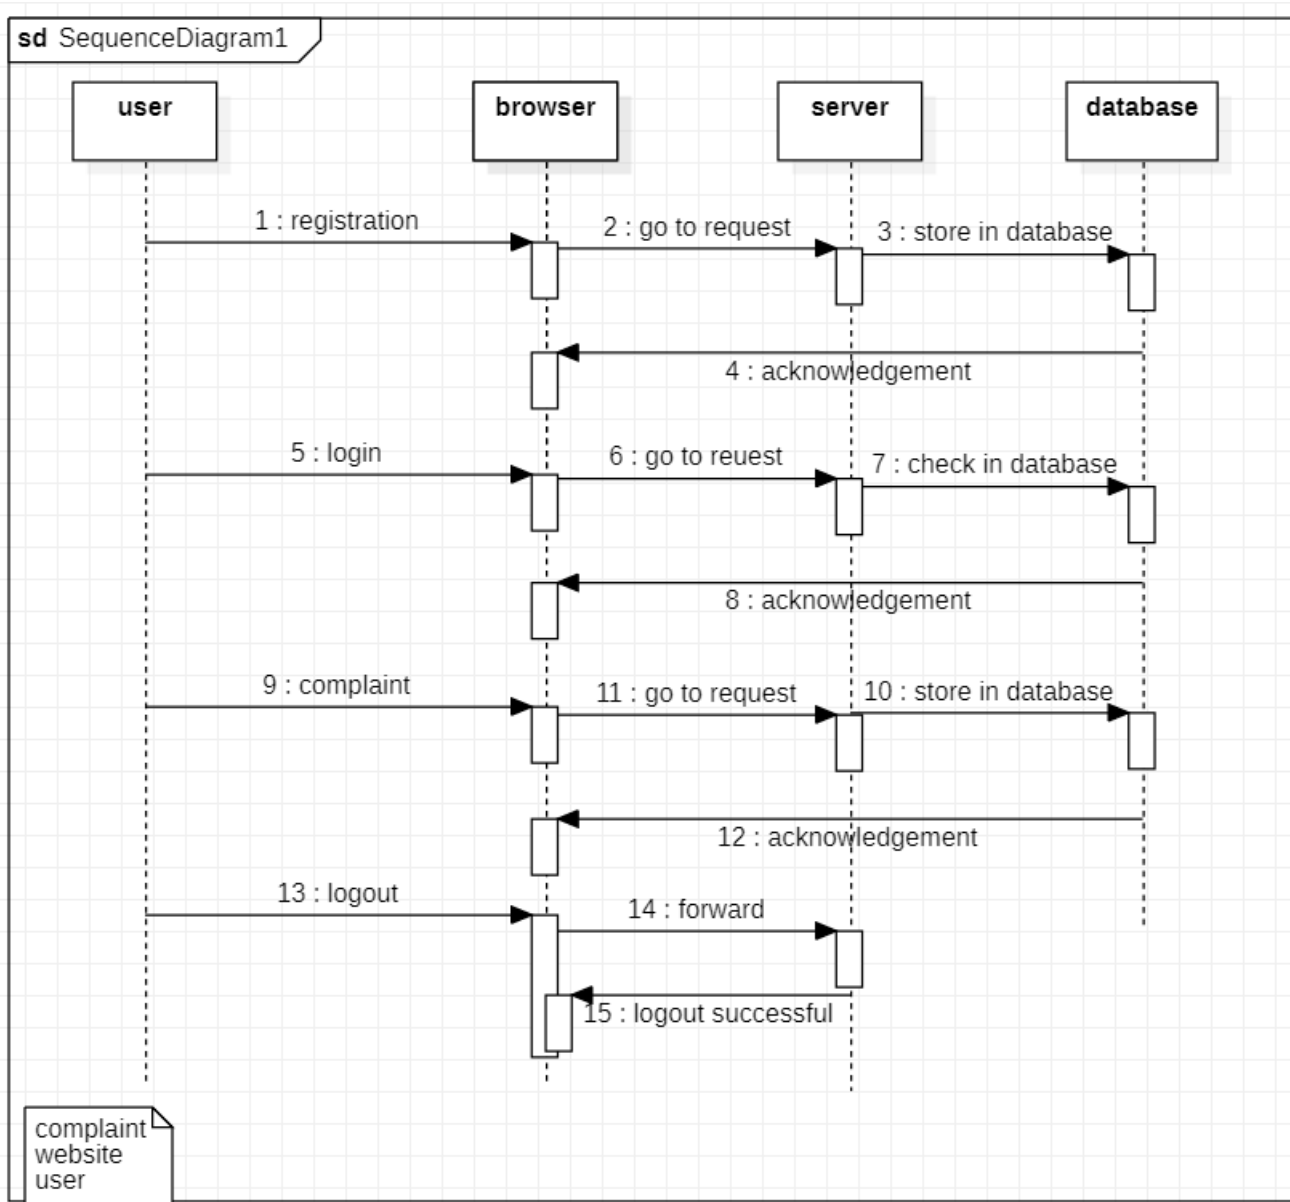 sd SequenceDiagram1
user
browser
server
database
1 : registration
2 : go to request
3 : store in database
4 : acknowledgement
5 : login
6 : go to reuest
7 : check in database
8 : acknowledgement
9 : complaint
11 : go to request
10 : store in database
12 : acknowledgement
13 : logout
14 : forward
15 : logout successful
complaint
website
user